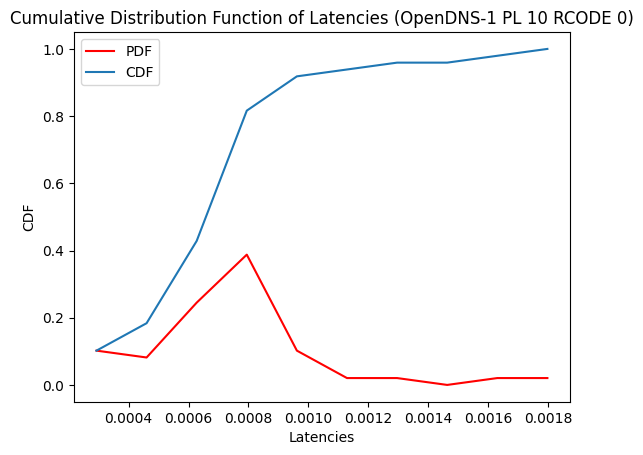 Cumulative Distribution Function of Latencies (OpenDNS-1 PL 10 RCODE 0)
PDF
CDF
1.0
0.8
0.6
0.4
0.2
0.0
CDF
0.0004 0.0006 0.0008 0.0010 0.0012 0.0014 0.0016 0.0018
Latencies